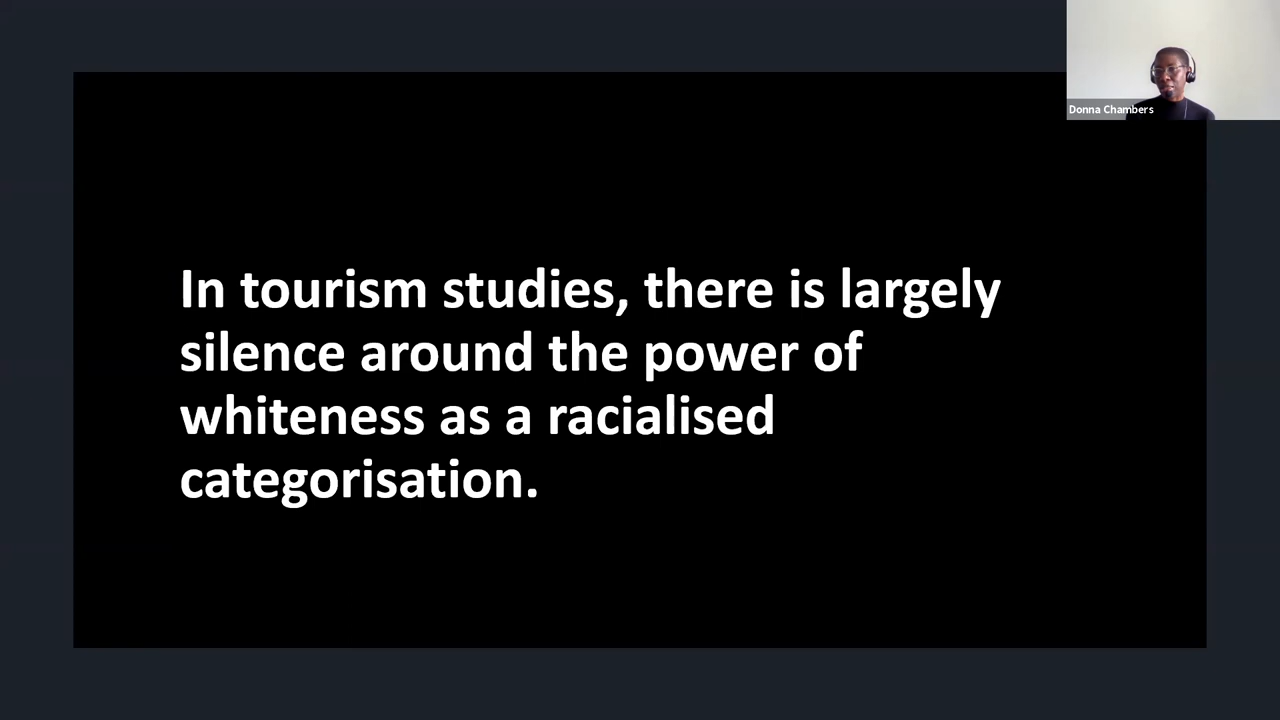 Donna Chambers
In tourism studies, there is largely
silence around the power of
whiteness as a racialised
categorisation.